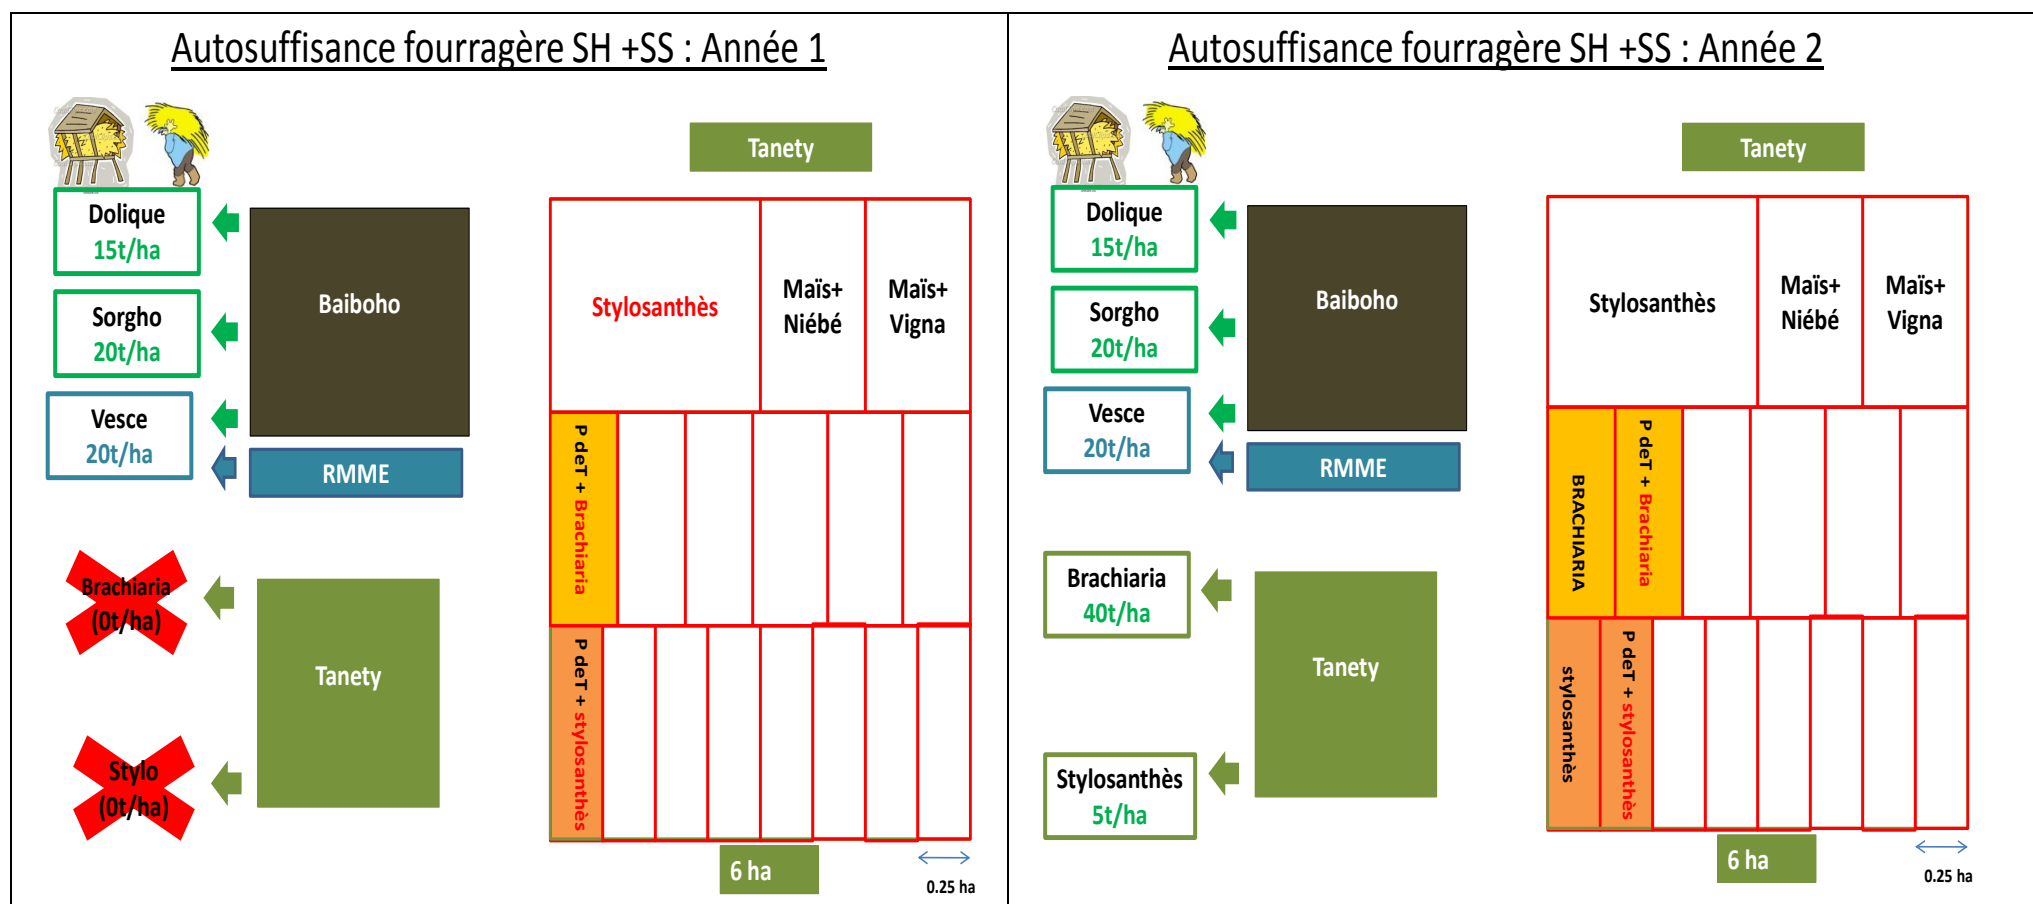 Autosuffisance fourragère SH +SS : Année 1
Tanety
Dolique
15t/ha
Sorgho
20t/ha
Vesce
20t/ha
Baiboho
RMME
Brachiaria
(0t/ha)
Stylo
(0t/ha)
Tanety
Stylosanthès
Maïs+
Niébé
Maïs+
Vigna
P deT + Brachiaria
P deT + stylosanthès
6 ha
0.25 ha
Autosuffisance fourragère SH +SS : Année 2
Tanety
Dolique
15t/ha
Sorgho
20t/ha
Vesce
20t/ha
Baiboho
RMME
Brachiaria
40t/ha
Stylosanthès
5t/ha
Tanety
Stylosanthès
Maïs+
Niébé
Maïs+
Vigna
BRACHIARIA
P deT + Brachiaria
stylosanthès
P deT + stylosanthès
6 ha
0.25 ha